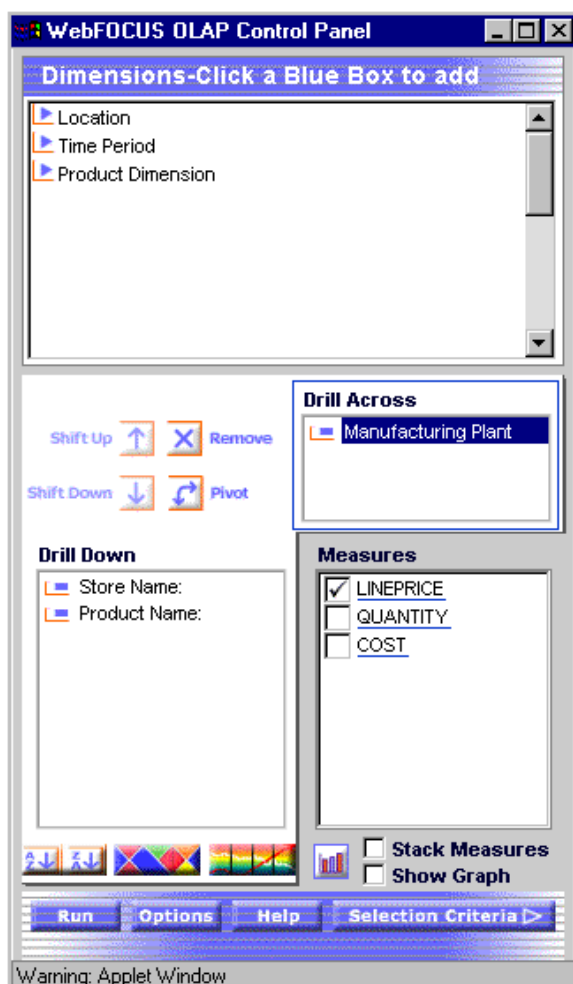 WebFOCUS OLAP Control Panel
Dimensions-Click a Blue Box to add
Location
Time Period
Product Dimension
Drill Across
Manufacturing Plant
Shift Up
Remove
Shift Down
Pivot
Drill Down
Store Name:
Product Name:
Measures
LINEPRICE
QUANTITY
COST
A Z
Z A
Stack Measures
Show Graph
Run Options Help Selection Criteria
Warning: Applet Window